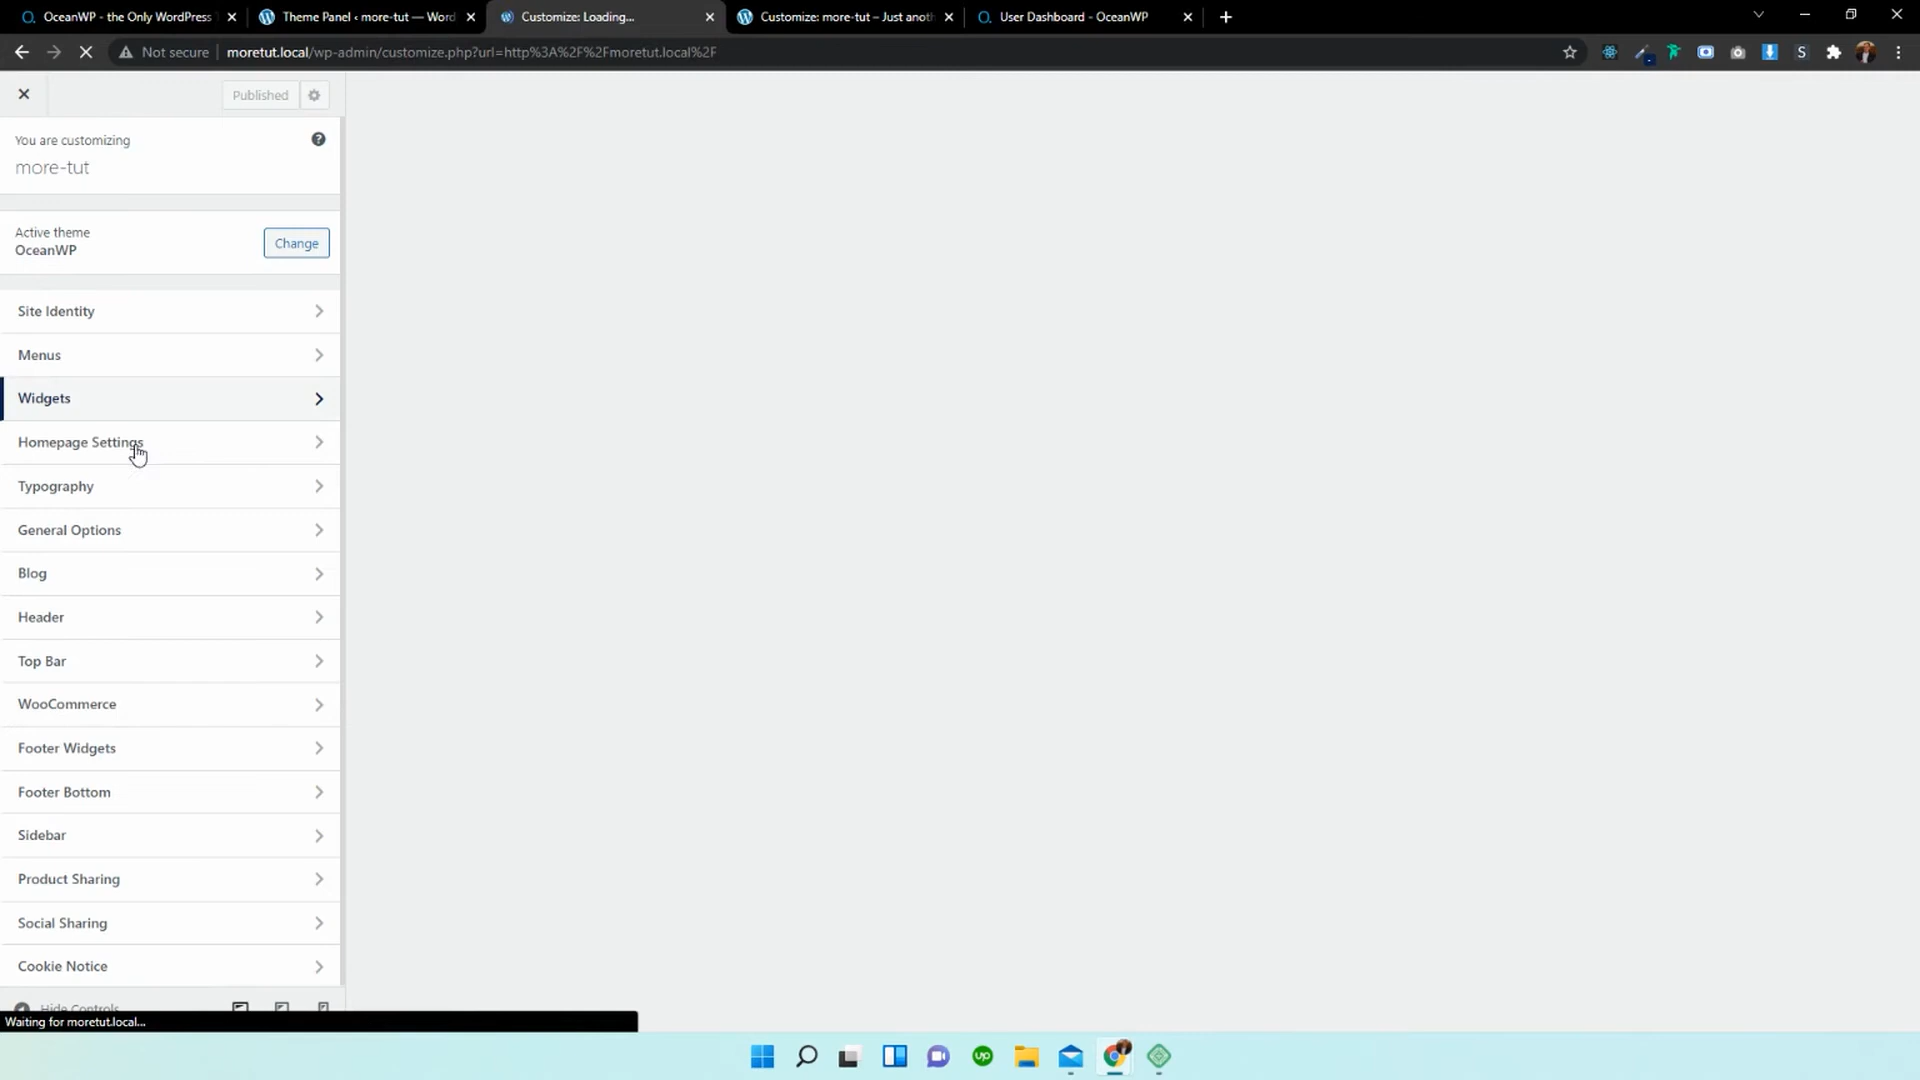 OceanWP - the Only WordPress
Theme Panel ‹ more-tut — Word
Customize: Loading...
Customize: more-tut – Just anoth
User Dashboard - OceanWP
Not secure
moretut.local/wp-admin/customize.php?url=http%3A%2F%2Fmoretut.local%2F
Published
You are customizing
more-tut
Active theme
OceanWP
Change
Site Identity
Menus
Widgets
Homepage Settings
Typography
General Options
Blog
Header
Top Bar
WooCommerce
Footer Widgets
Footer Bottom
Sidebar
Product Sharing
Social Sharing
Cookie Notice
Hide Controls
Waiting for moretut.local...